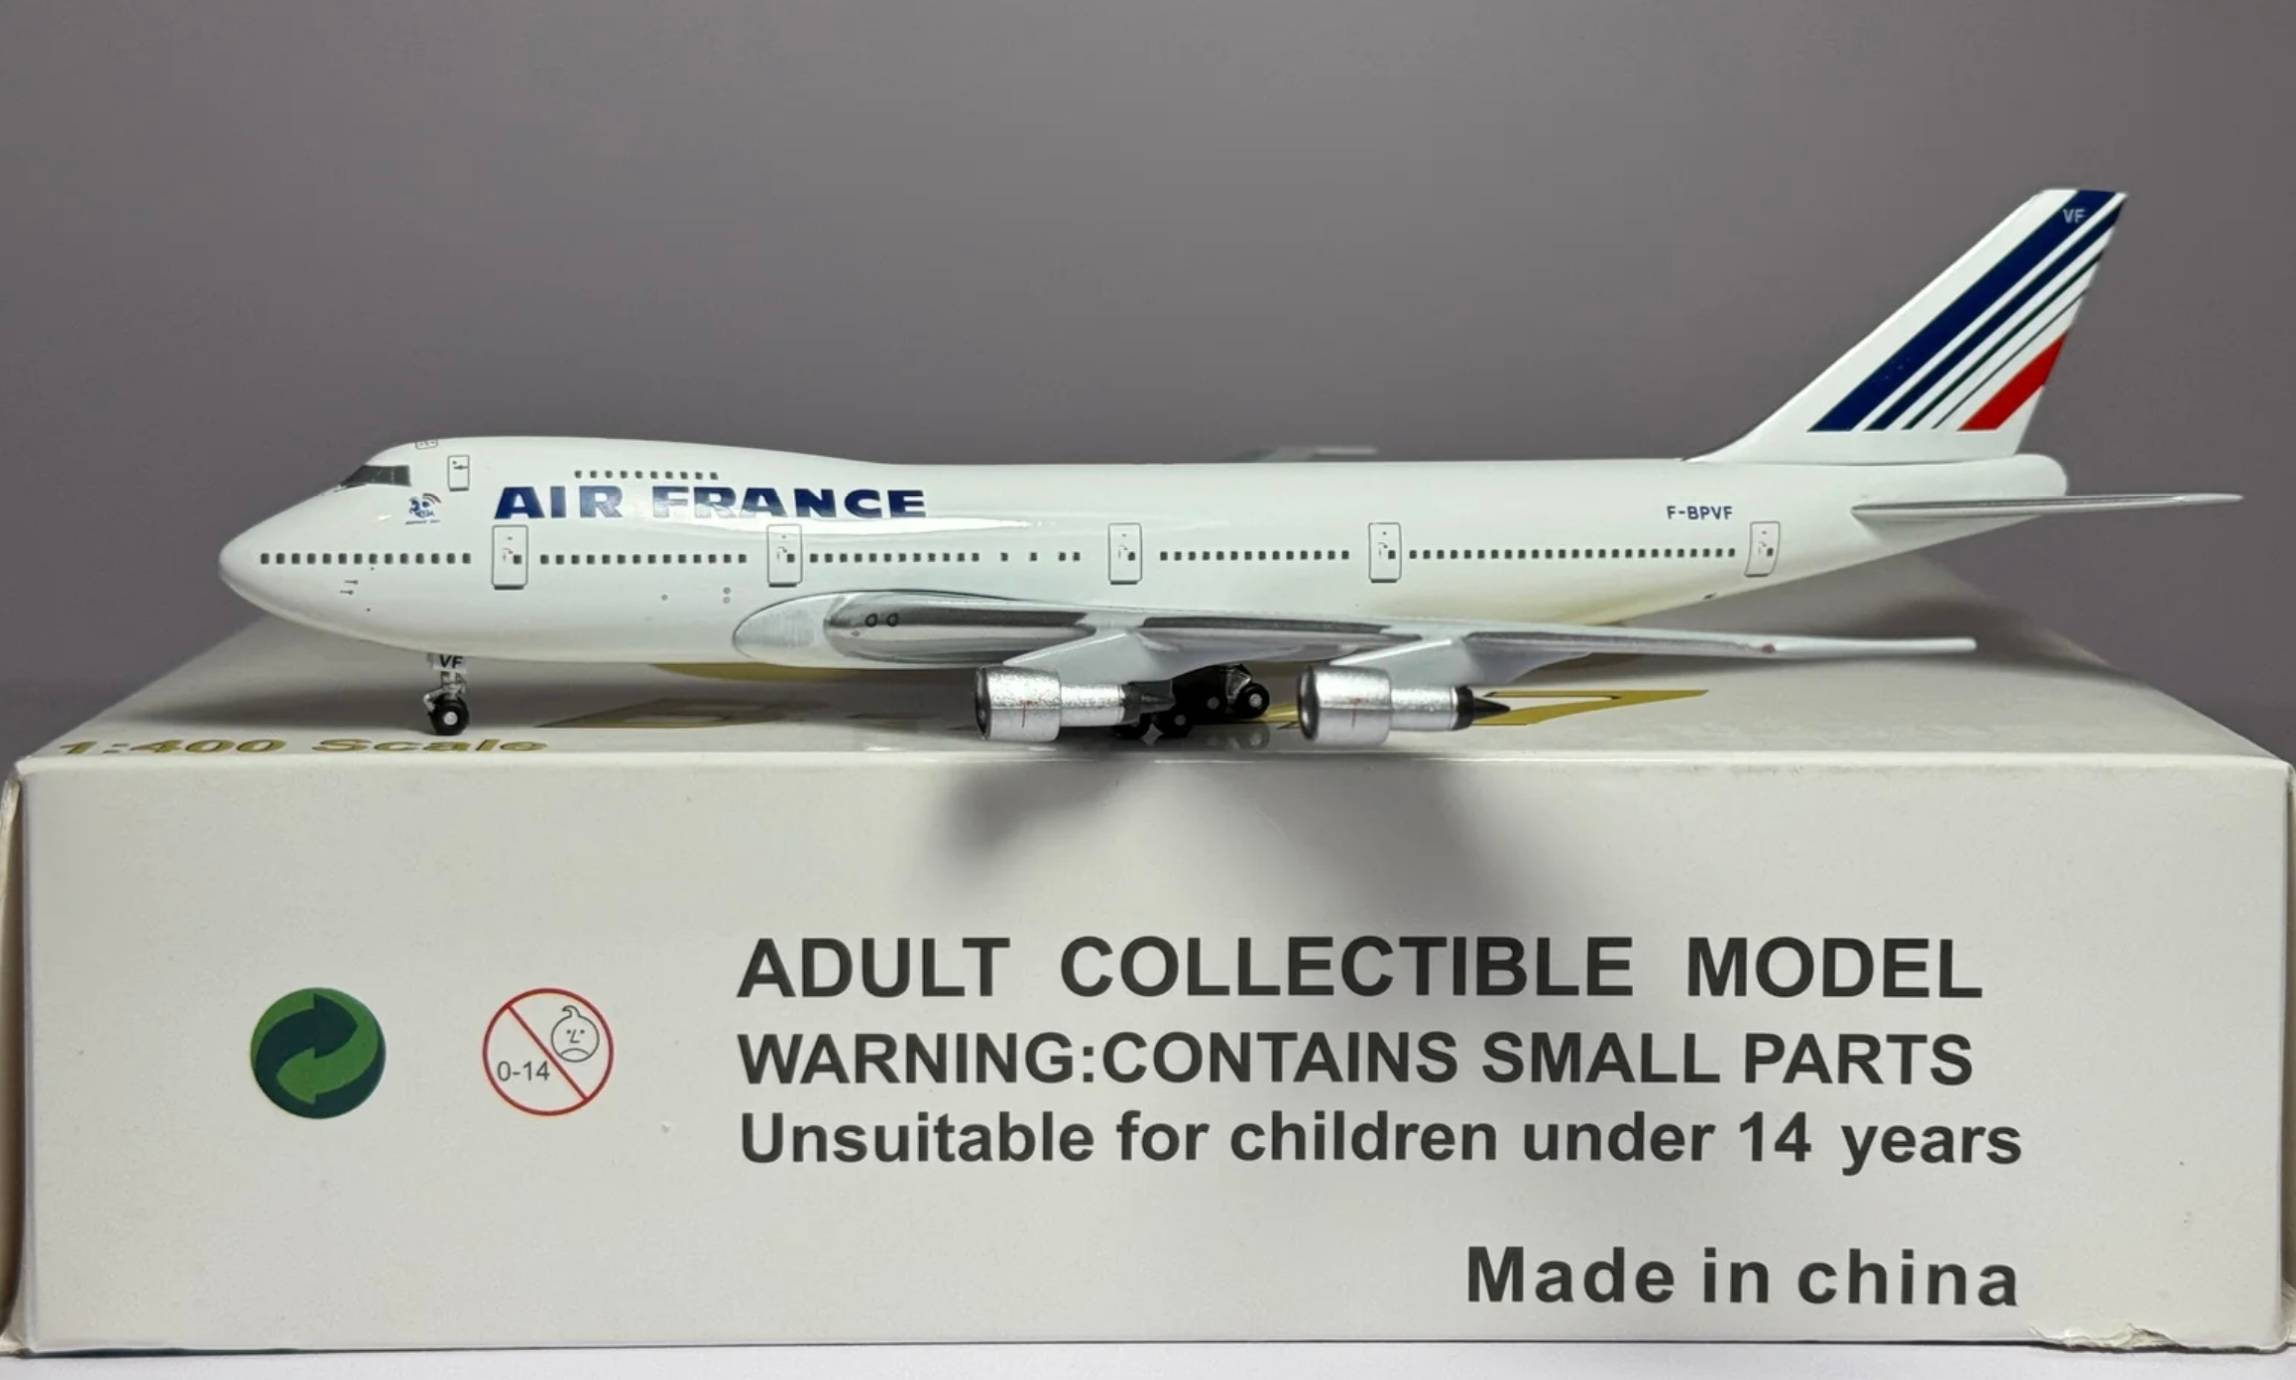 VF
AIR FRANCE
F-BPVF
VF
1:400 Scale
ADULT COLLECTIBLE MODEL
WARNING:CONTAINS SMALL PARTS
0-14
Unsuitable for children under 14 years
Made in china